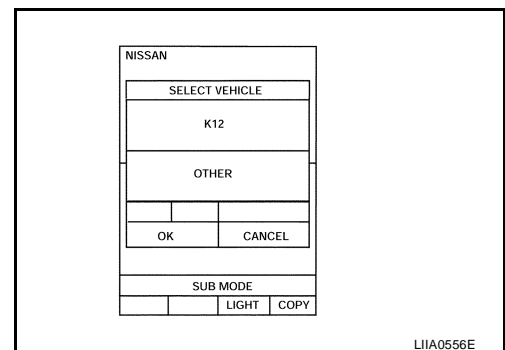 NISSAN
SELECT VEHICLE
K12
OTHER
OK CANCEL
SUB MODE
LIGHT COPY
LIIA0556E